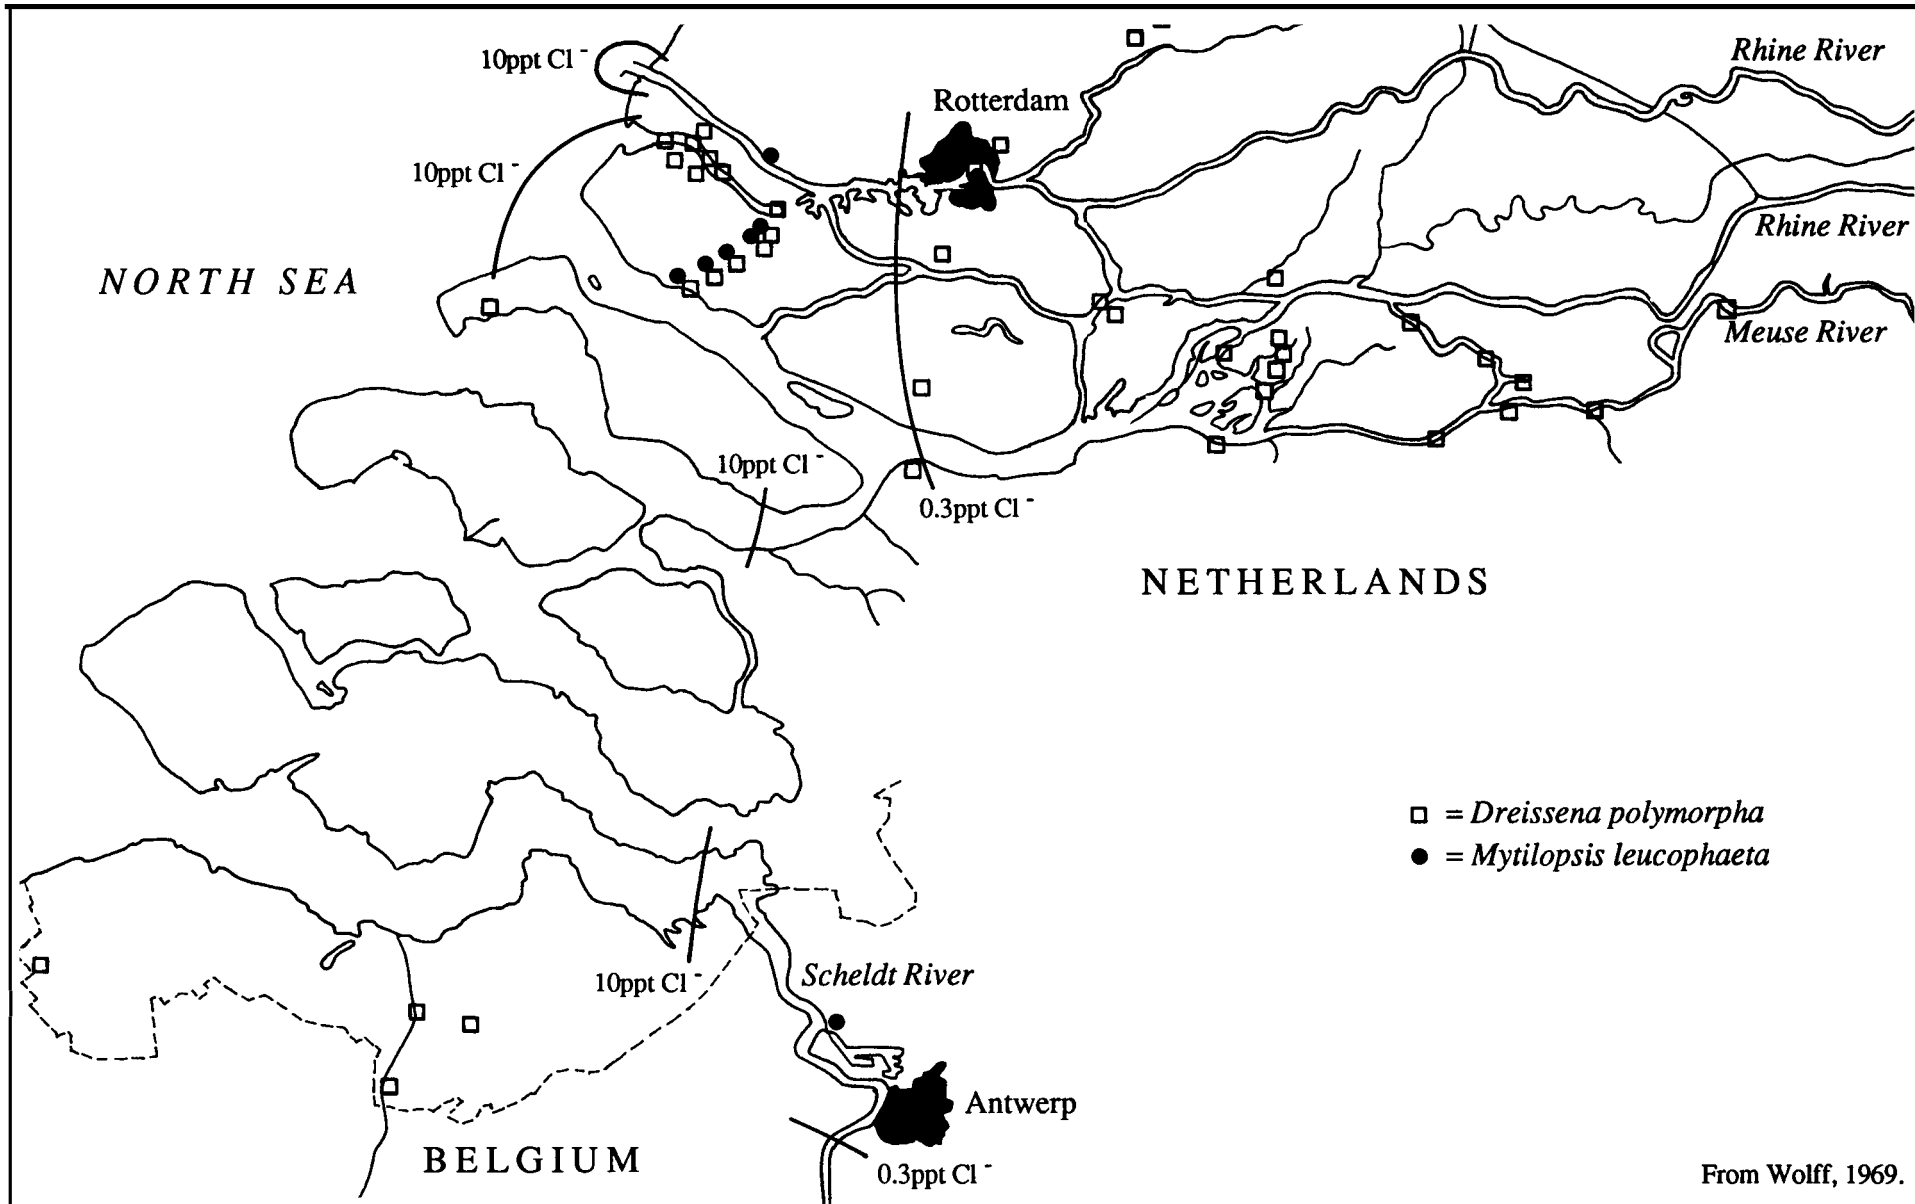 10ppt Cl⁻
Rhine River
Rotterdam
10ppt Cl⁻
Rhine River
NORTH SEA
Meuse River
10ppt Cl⁻
0.3ppt Cl⁻
NETHERLANDS
= Dreissena polymorpha
= Mytilopsis leucophaeta
10ppt Cl⁻
Scheldt River
Antwerp
BELGIUM
0.3ppt Cl⁻
From Wolff, 1969.